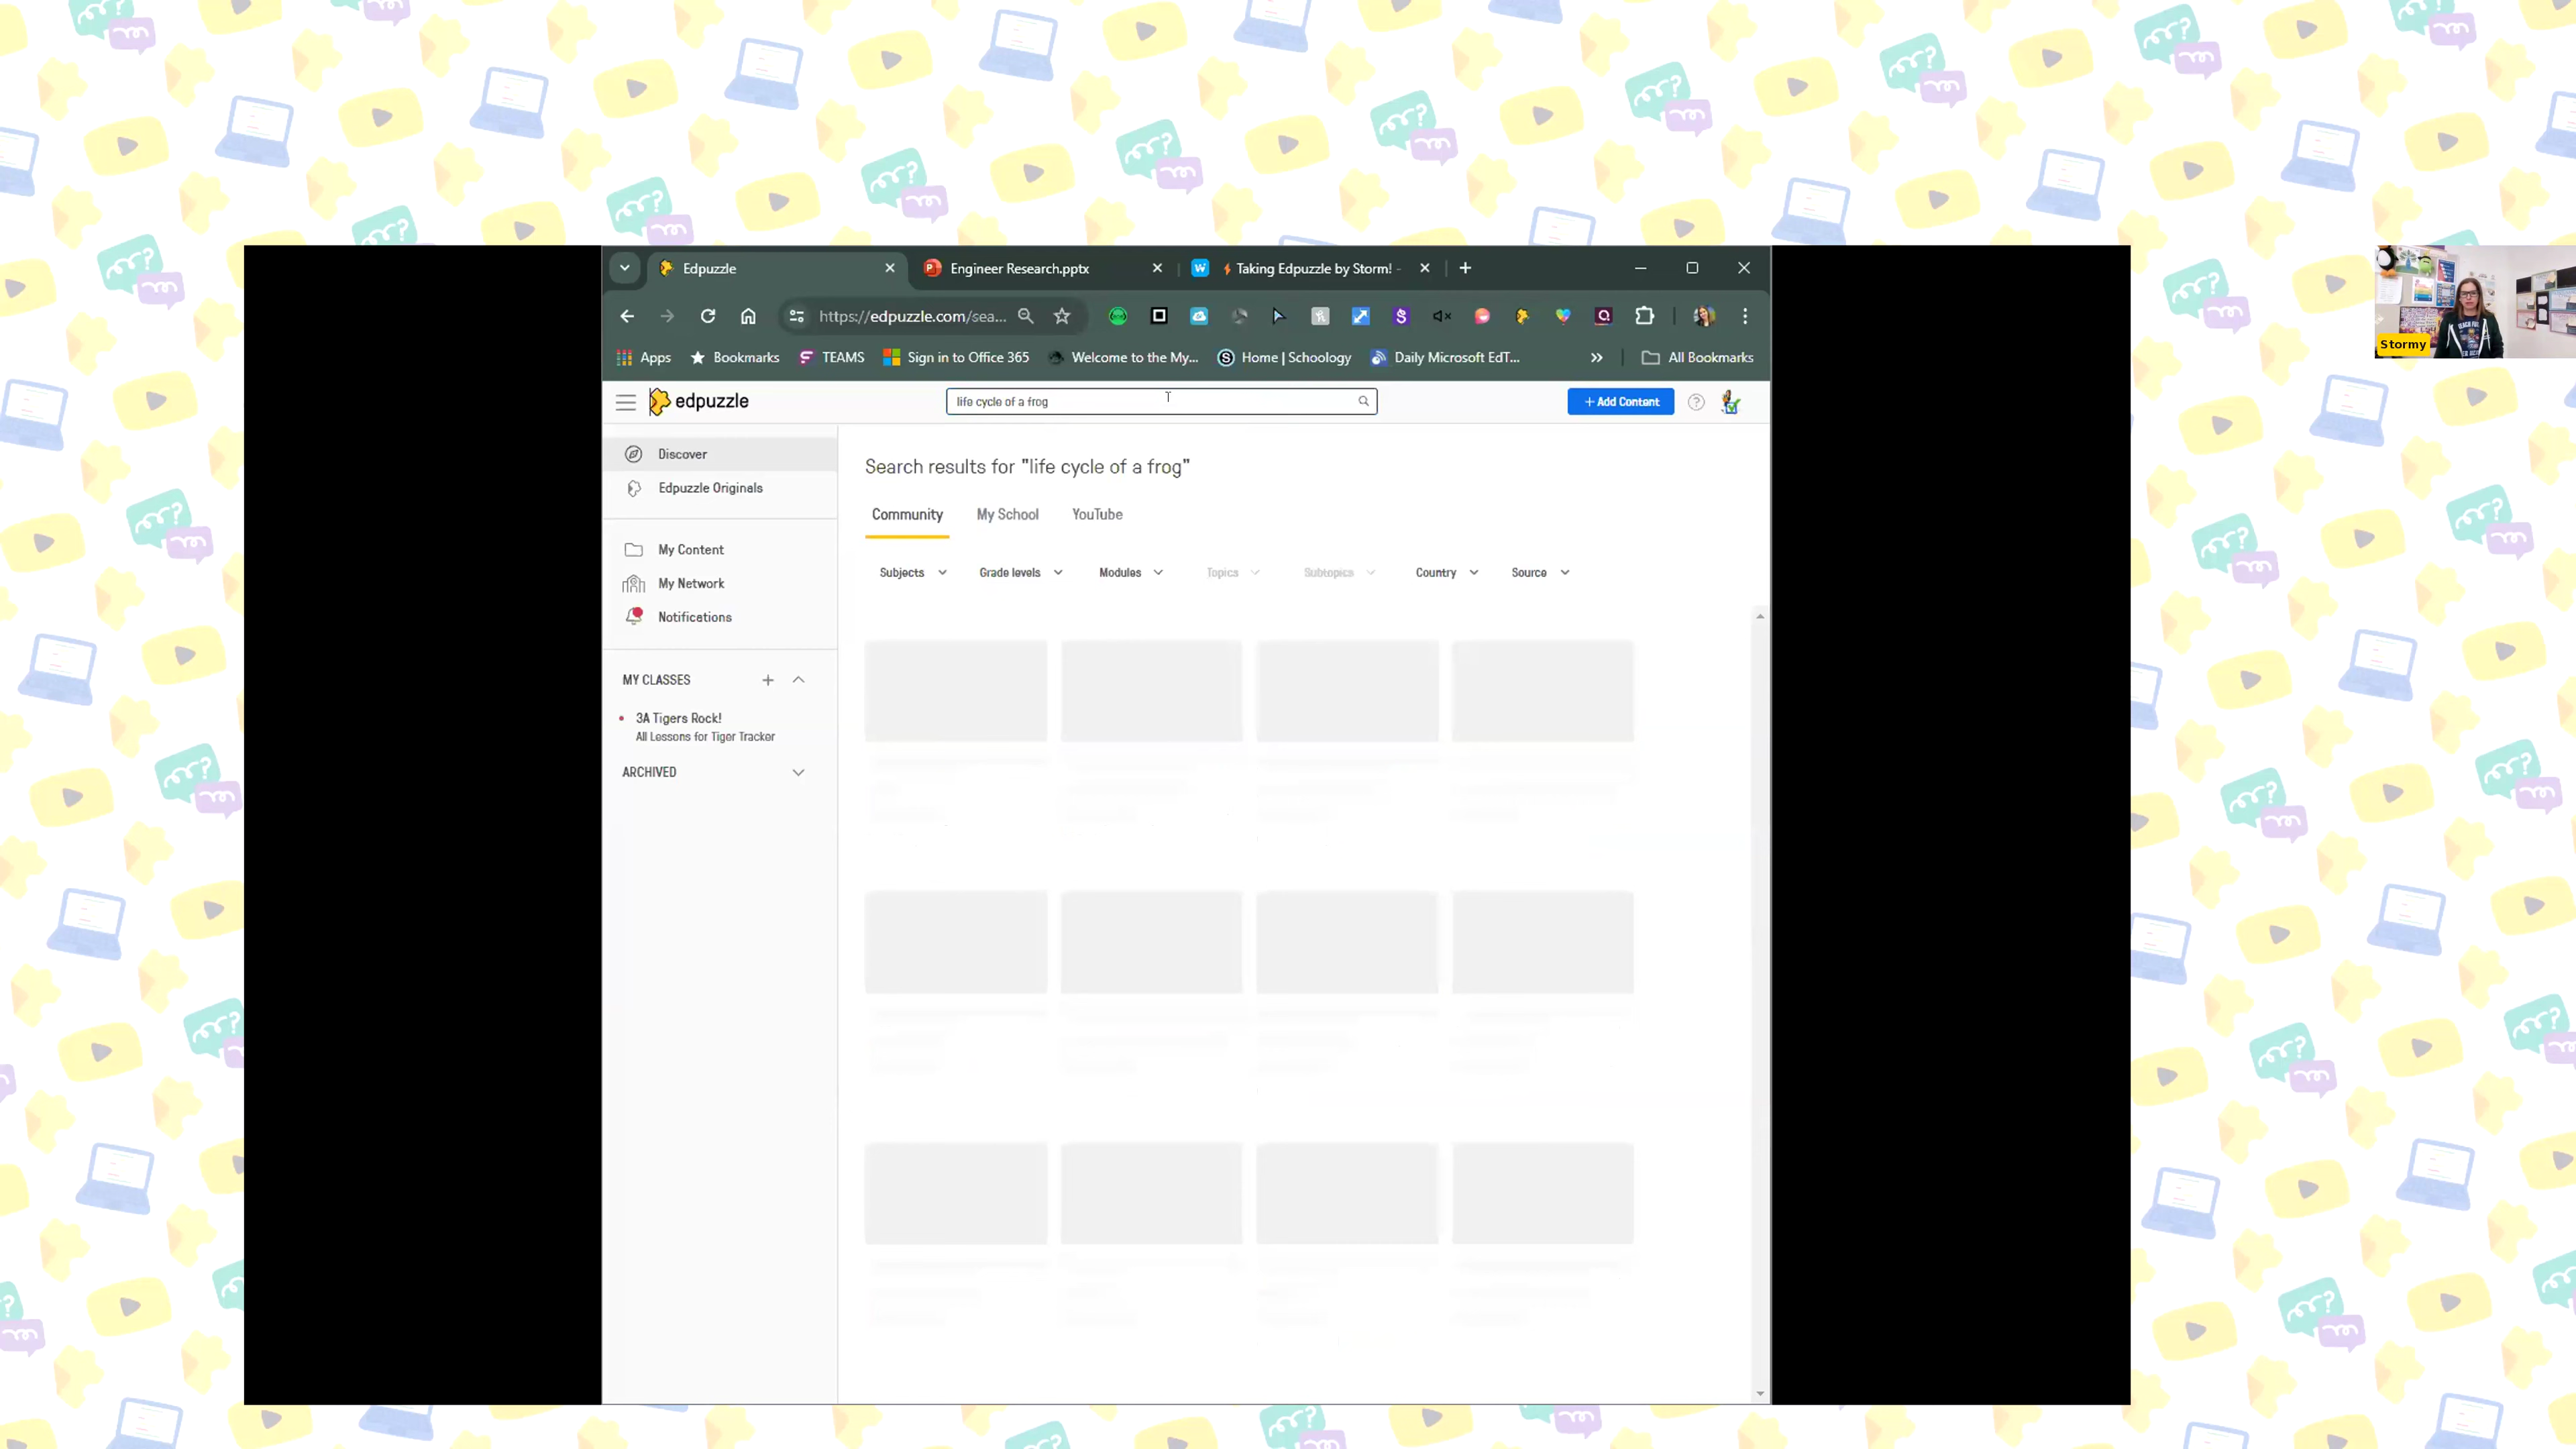 Edpuzzle
Engineer Research.pptx
Taking Edpuzzle by Storm! -
https://edpuzzle.com/sea...
Apps
Bookmarks
TEAMS
Sign in to Office 365
Welcome to the My...
Home | Schoology
Daily Microsoft EdT...
All Bookmarks
edpuzzle
life cycle of a frog
+ Add Content
Discover
Edpuzzle Originals
My Content
My Network
Notifications
MY CLASSES
3A Tigers Rock!
All Lessons for Tiger Tracker
ARCHIVED
Search results for "life cycle of a frog"
Community My School YouTube
Subjects Grade levels Modules Topics Subtopics Country Source
Stormy